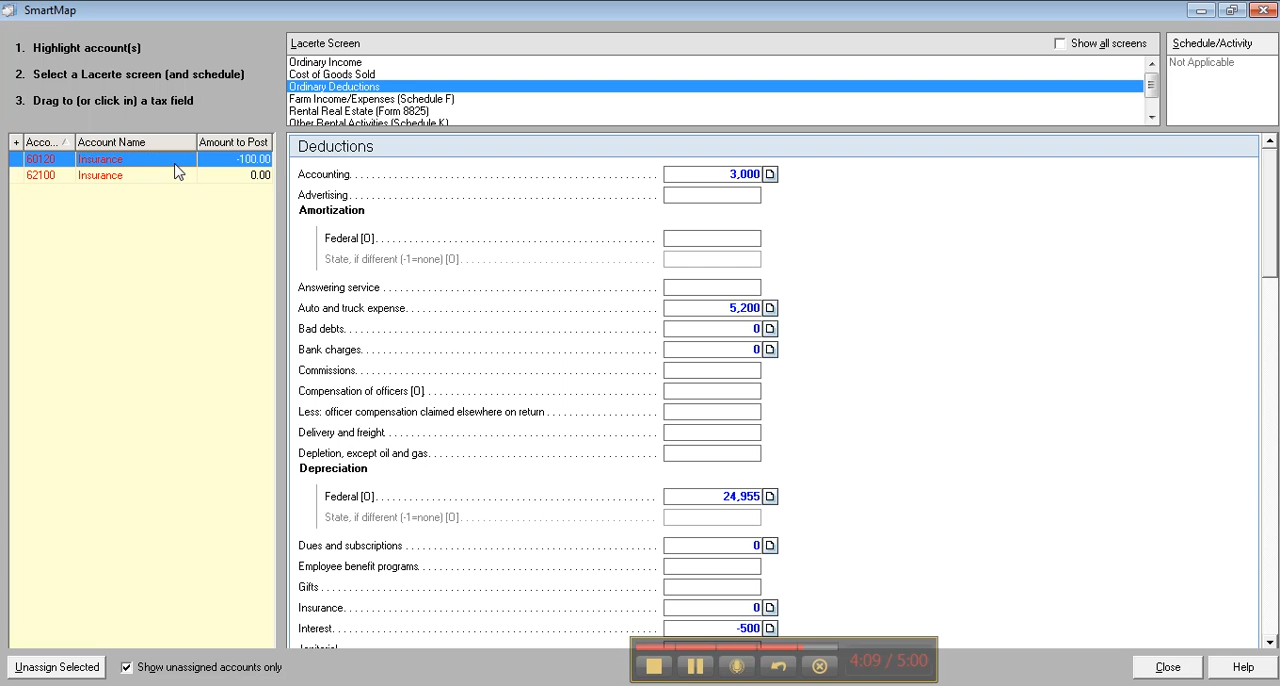 SmartMap
1. Highlight account(s)
2. Select a Lacerte screen (and schedule)
3. Drag to (or click in) a tax field
Lacerte Screen
Show all screens
Ordinary Income
Cost of Goods Sold
Ordinary Deductions
Farm Income/Expenses (Schedule F)
Rental Real Estate (Form 8825)
Other Rental Activities (Schedule K)
Schedule/Activity
Not Applicable
+ Acco... Account Name Amount to Post
60120 Insurance -100.00
62100 Insurance 0.00
Deductions
Accounting. 3,000
Advertising.
Amortization
Federal [O].
State, if different (-1=none) [O].
Answering service
Auto and truck expense. 5,200
Bad debts. 0
Bank charges. 0
Commissions.
Compensation of officers [O].
Less: officer compensation claimed elsewhere on return
Delivery and freight
Depletion, except oil and gas.
Depreciation
Federal [O]. 24,955
State, if different (-1=none) [O].
Dues and subscriptions 0
Employee benefit programs.
Gifts
Insurance. 0
Interest. -500
Janitorial
Unassign Selected
Show unassigned accounts only
4:09 / 5:00
Close
Help